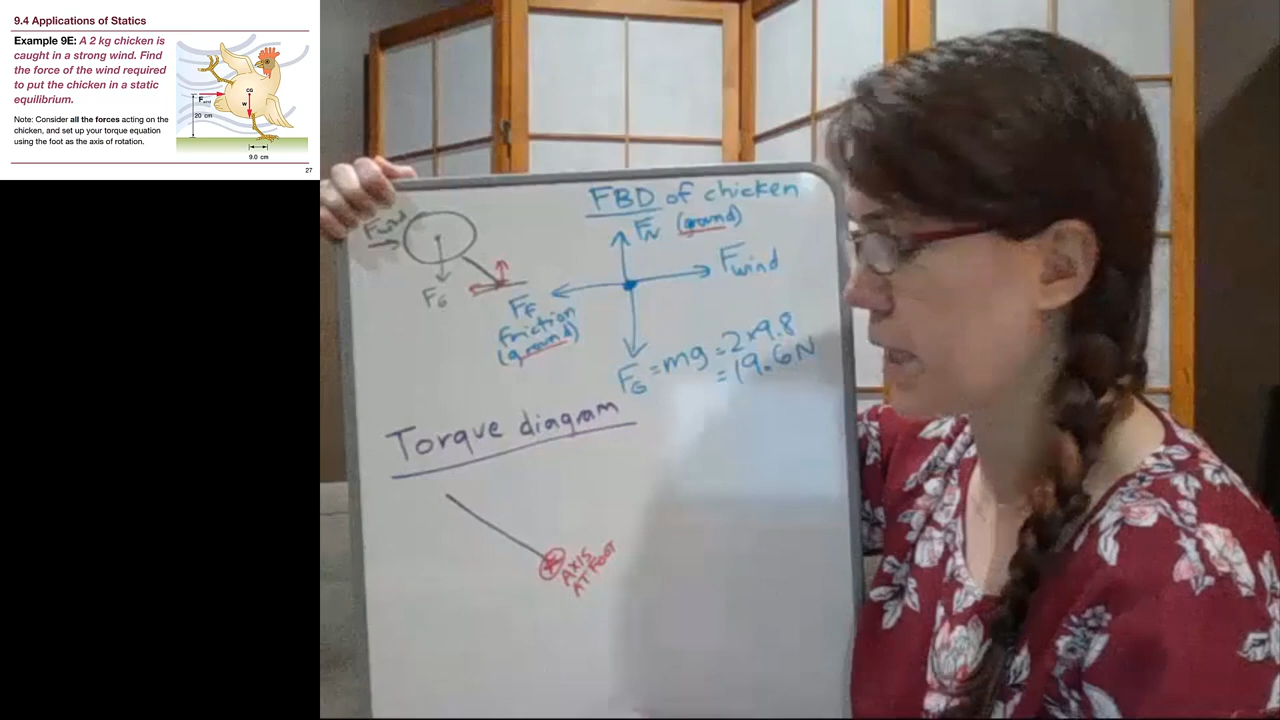 9.4 Applications of Statics
Example 9E: A 2 kg chicken is
caught in a strong wind. Find
the force of the wind required
to put the chicken in a static
equilibrium.
Note: Consider all the forces acting on the
chicken, and set up your torque equation
using the foot as the axis of rotation.
CG
Fwind
W
20 cm
9.0 cm
27
FBD of chicken
Fwind
FN (ground)
Fwind
FG
FF
friction
(ground)
FG = mg = 2x9.8
= 19.6N
Torque diagram
AXIS
AT FOOT